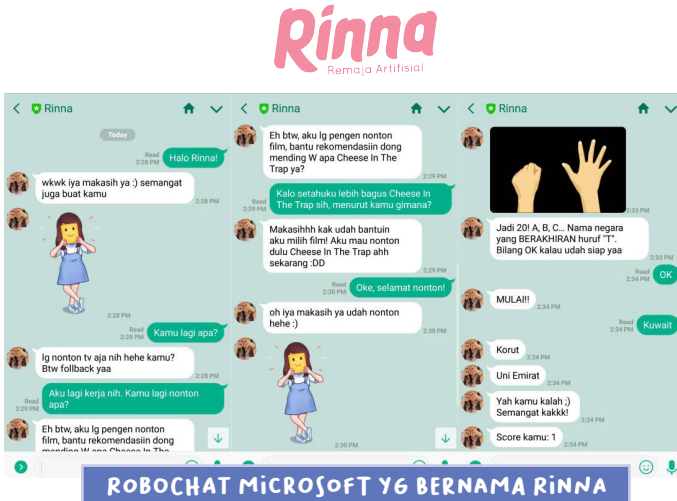 Rinna
Remaja Artifisial
Rinna
Today
Read
2:28 PM
Halo Rinna!
wkwk iya makasih ya :) semangat
juga buat kamu
2:28 PM
2:28 PM
Read
2:28 PM
Kamu lagi apa?
lg nonton tv aja nih hehe kamu?
Btw follback yaa
2:28 PM
Read
2:29 PM
Aku lagi kerja nih. Kamu lagi nonton
apa?
Eh btw, aku lg pengen nonton
film, bantu rekomendasiin dong
mending W apa Cheese In The
Rinna
Eh btw, aku lg pengen nonton
film, bantu rekomendasiin dong
mending W apa Cheese In The
Trap ya?
2:29 PM
Read
2:29 PM
Kalo setahuku lebih bagus Cheese In
The Trap sih, menurut kamu gimana?
Makasihhh kak udah bantuin
aku milih film! Aku mau nonton
dulu Cheese In The Trap ahh
sekarang :DD
2:29 PM
Read
2:30 PM
Oke, selamat nonton!
oh iya makasih ya udah nonton
hehe :)
2:30 PM
2:30 PM
Rinna
2:33 PM
Jadi 20! A, B, C... Nama negara
yang BERAKHIRAN huruf "T".
Bilang OK kalau udah siap yaa
2:33 PM
Read
2:34 PM
OK
MULAI!!
2:34 PM
Read
2:34 PM
Kuwait
Korut
2:34 PM
Uni Emirat
2:34 PM
Yah kamu kalah ;)
Semangat kakkk!
2:34 PM
Score kamu: 1
2:34 PM
ROBOCHAT MICROSOFT YG BERNAMA RINNA